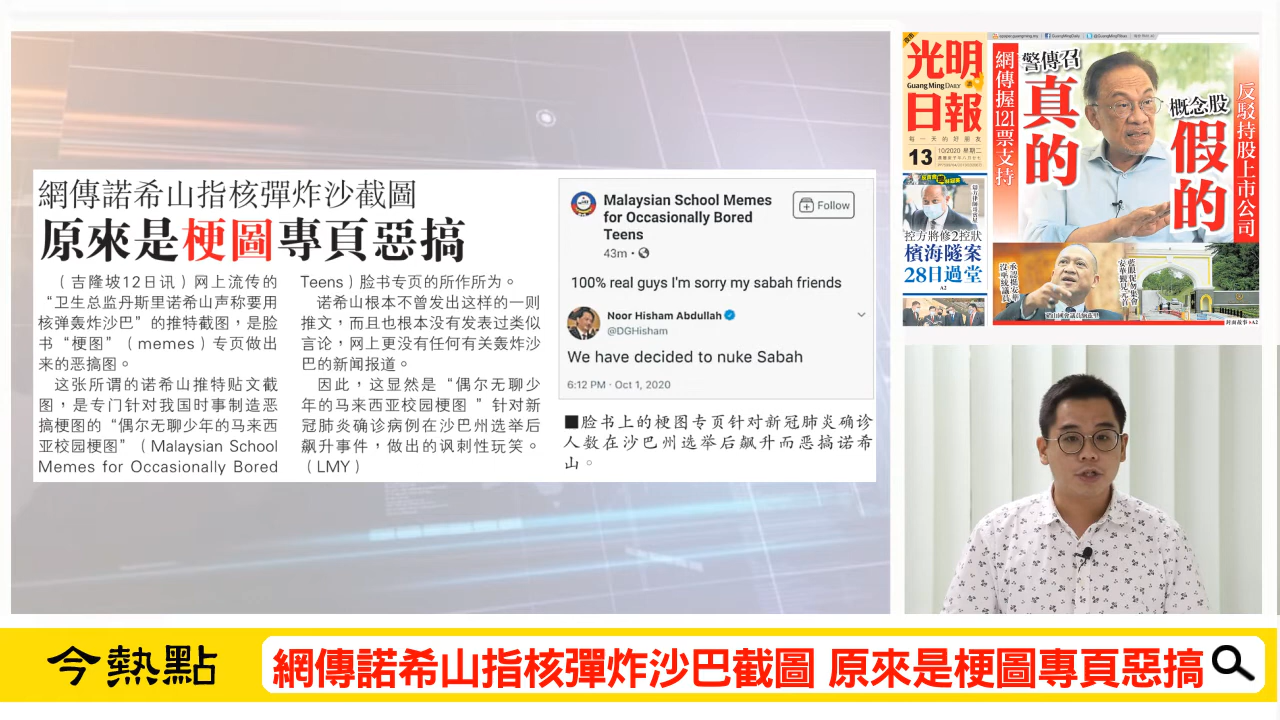 網傳諾希山指核彈炸沙截圖
原來是梗圖專頁惡搞
（吉隆坡12日讯）网上流传的
“卫生总监丹斯里诺希山声称要用
核弹轰炸沙巴”的推特截图，是脸
书“梗图”（memes）专页做出
来的恶搞图。
这张所谓的诺希山推特贴文截
图，是专门针对我国时事制造恶
搞梗图的“偶尔无聊少年的马来西
亚校园梗图”（Malaysian School
Memes for Occasionally Bored
Teens）脸书专页的所作所为。
诺希山根本不曾发出这样的一则
推文，而且也根本没有发表过类似
言论，网上更没有任何有关轰炸沙
巴的新闻报道。
因此，这显然是“偶尔无聊少
年的马来西亚校园梗图 ”针对新
冠肺炎确诊病例在沙巴州选举后
飙升事件，做出的讽刺性玩笑。
（LMY）
Malaysian School Memes
for Occasionally Bored
Teens
Follow
43m
100% real guys I'm sorry my sabah friends
Noor Hisham Abdullah
@DGHisham
We have decided to nuke Sabah
6:12 PM · Oct 1, 2020
■脸书上的梗图专页针对新冠肺炎确诊
人数在沙巴州选举后飙升而恶搞诺希
山。
光明
Guang Ming DAILY
日報
每一天的好朋友
13
10/2020 星期二
控方將修2控狀
檳海隧案
28日過堂
A2
網傳握121票支持
警傳召
真的
概念股
假的
反駁持股上市公司
承認挺安華
今熱點
網傳諾希山指核彈炸沙巴截圖 原來是梗圖專頁惡搞